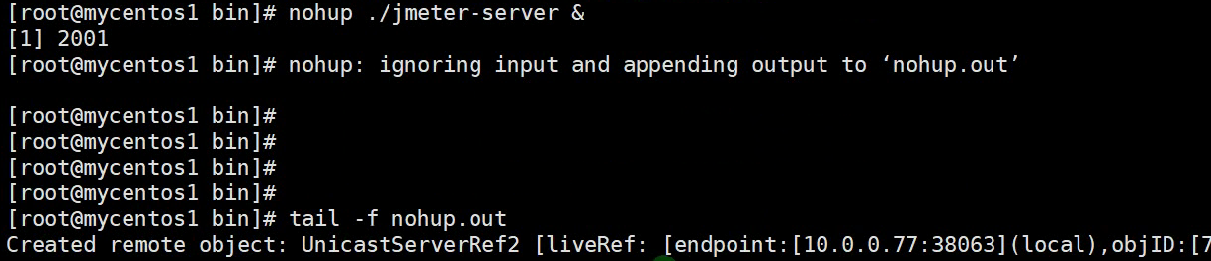 [root@mycentos1 bin]# nohup ./jmeter-server &
[1] 2001
[root@mycentos1 bin]# nohup: ignoring input and appending output to ‘nohup.out’
[root@mycentos1 bin]#
[root@mycentos1 bin]#
[root@mycentos1 bin]#
[root@mycentos1 bin]#
[root@mycentos1 bin]# tail -f nohup.out
Created remote object: UnicastServerRef2 [liveRef: [endpoint:[10.0.0.77:38063](local),objID:[7